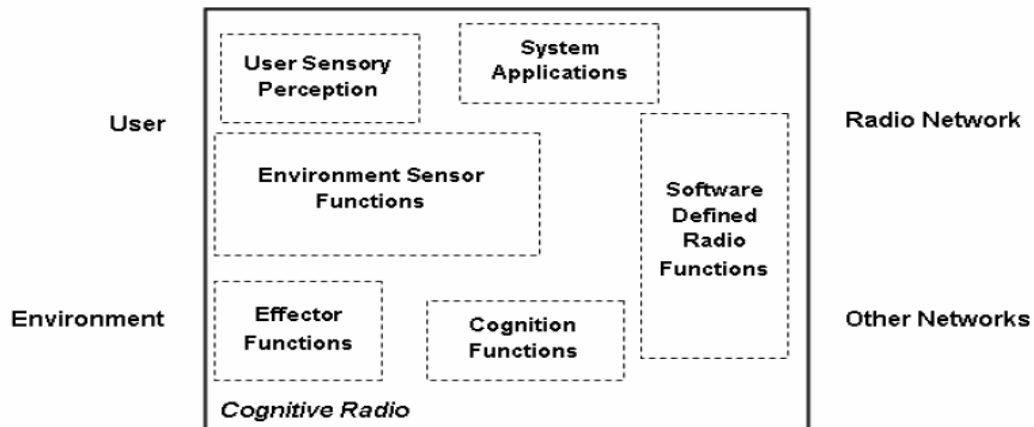 User Sensory
Perception
System
Applications
User
Radio Network
Environment Sensor
Functions
Software
Defined
Radio
Functions
Environment
Effector
Functions
Cognition
Functions
Other Networks
Cognitive Radio